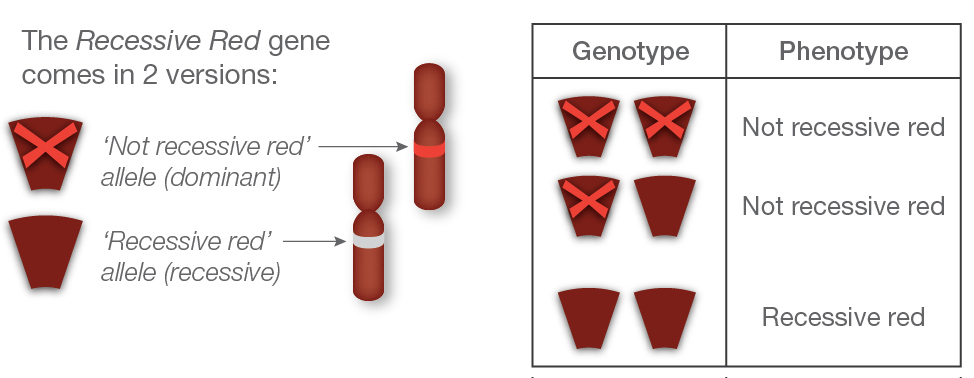 The Recessive Red gene
comes in 2 versions:
‘Not recessive red’
allele (dominant)
‘Recessive red’
allele (recessive)
Genotype Phenotype
Not recessive red
Not recessive red
Recessive red